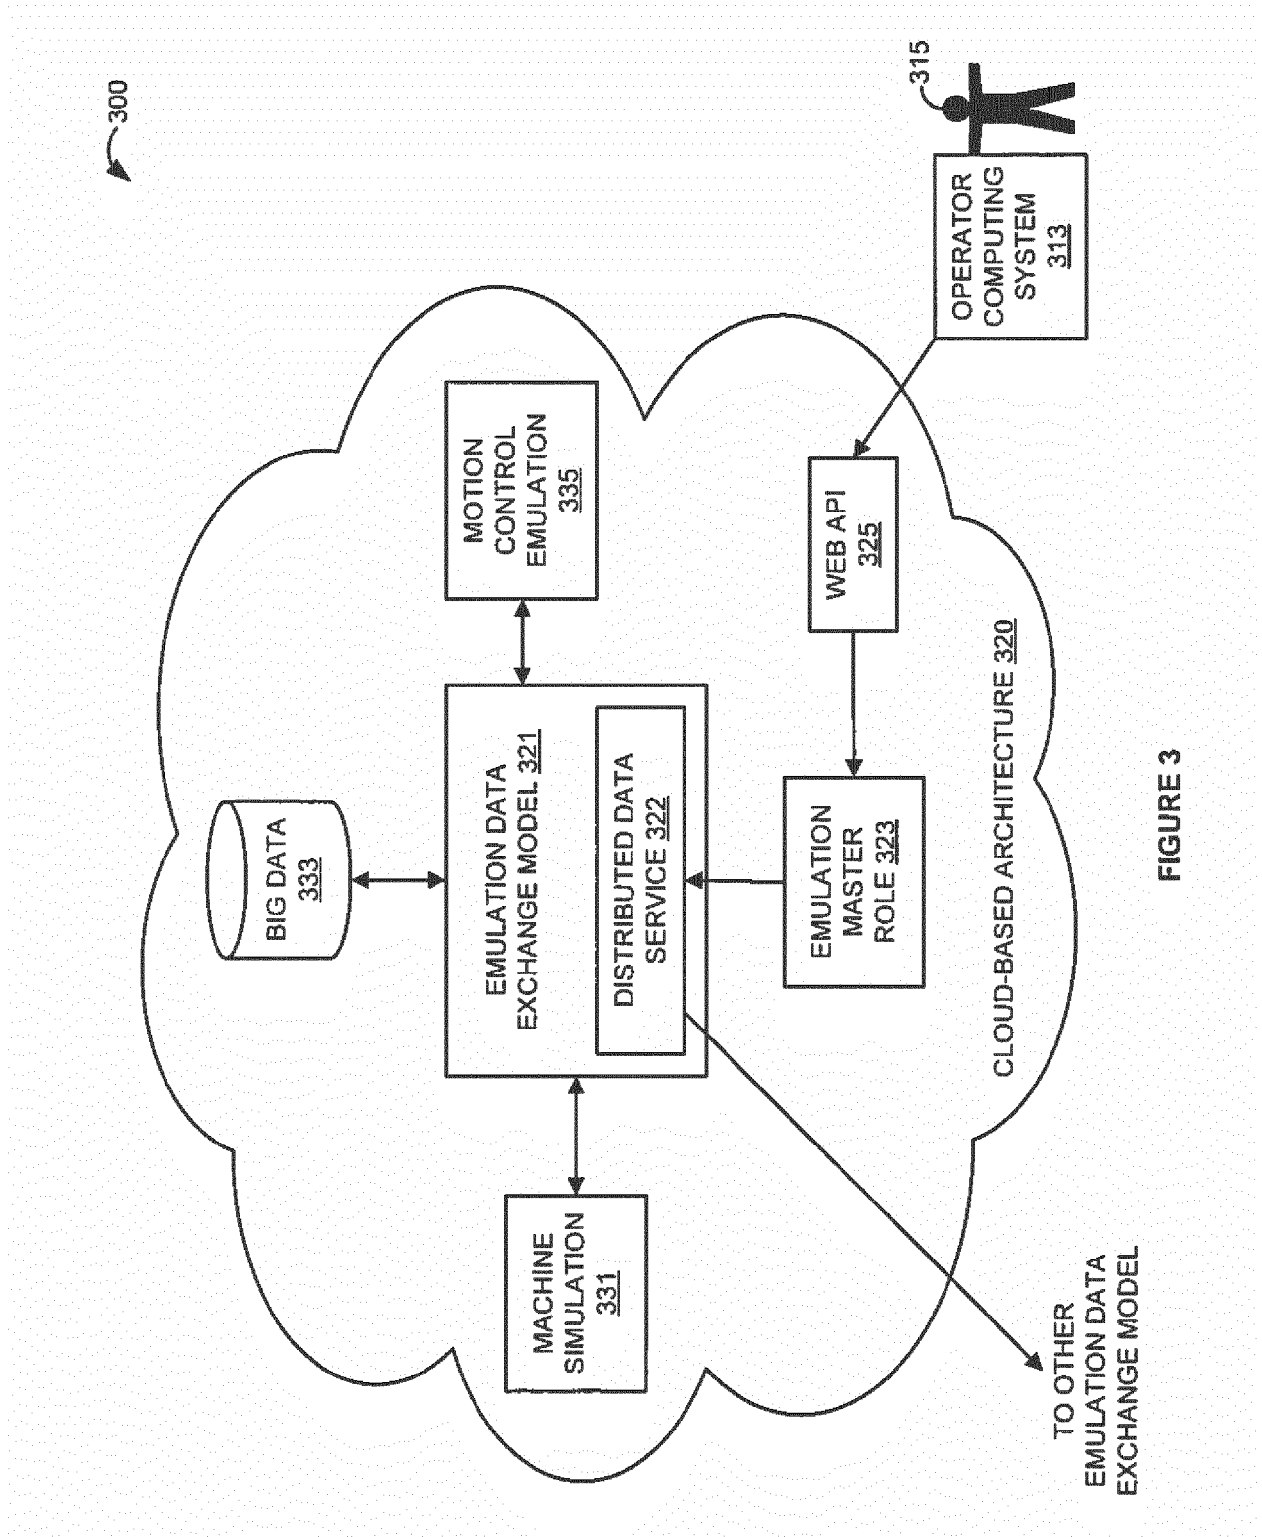 300
BIG DATA
333
EMULATION DATA
EXCHANGE MODEL 321
DISTRIBUTED DATA
SERVICE 322
MACHINE
SIMULATION
331
MOTION
CONTROL
EMULATION
335
EMULATION
MASTER
ROLE 323
WEB API
325
OPERATOR
COMPUTING
SYSTEM
313
315
CLOUD-BASED ARCHITECTURE 320
TO OTHER
EMULATION DATA
EXCHANGE MODEL
FIGURE 3